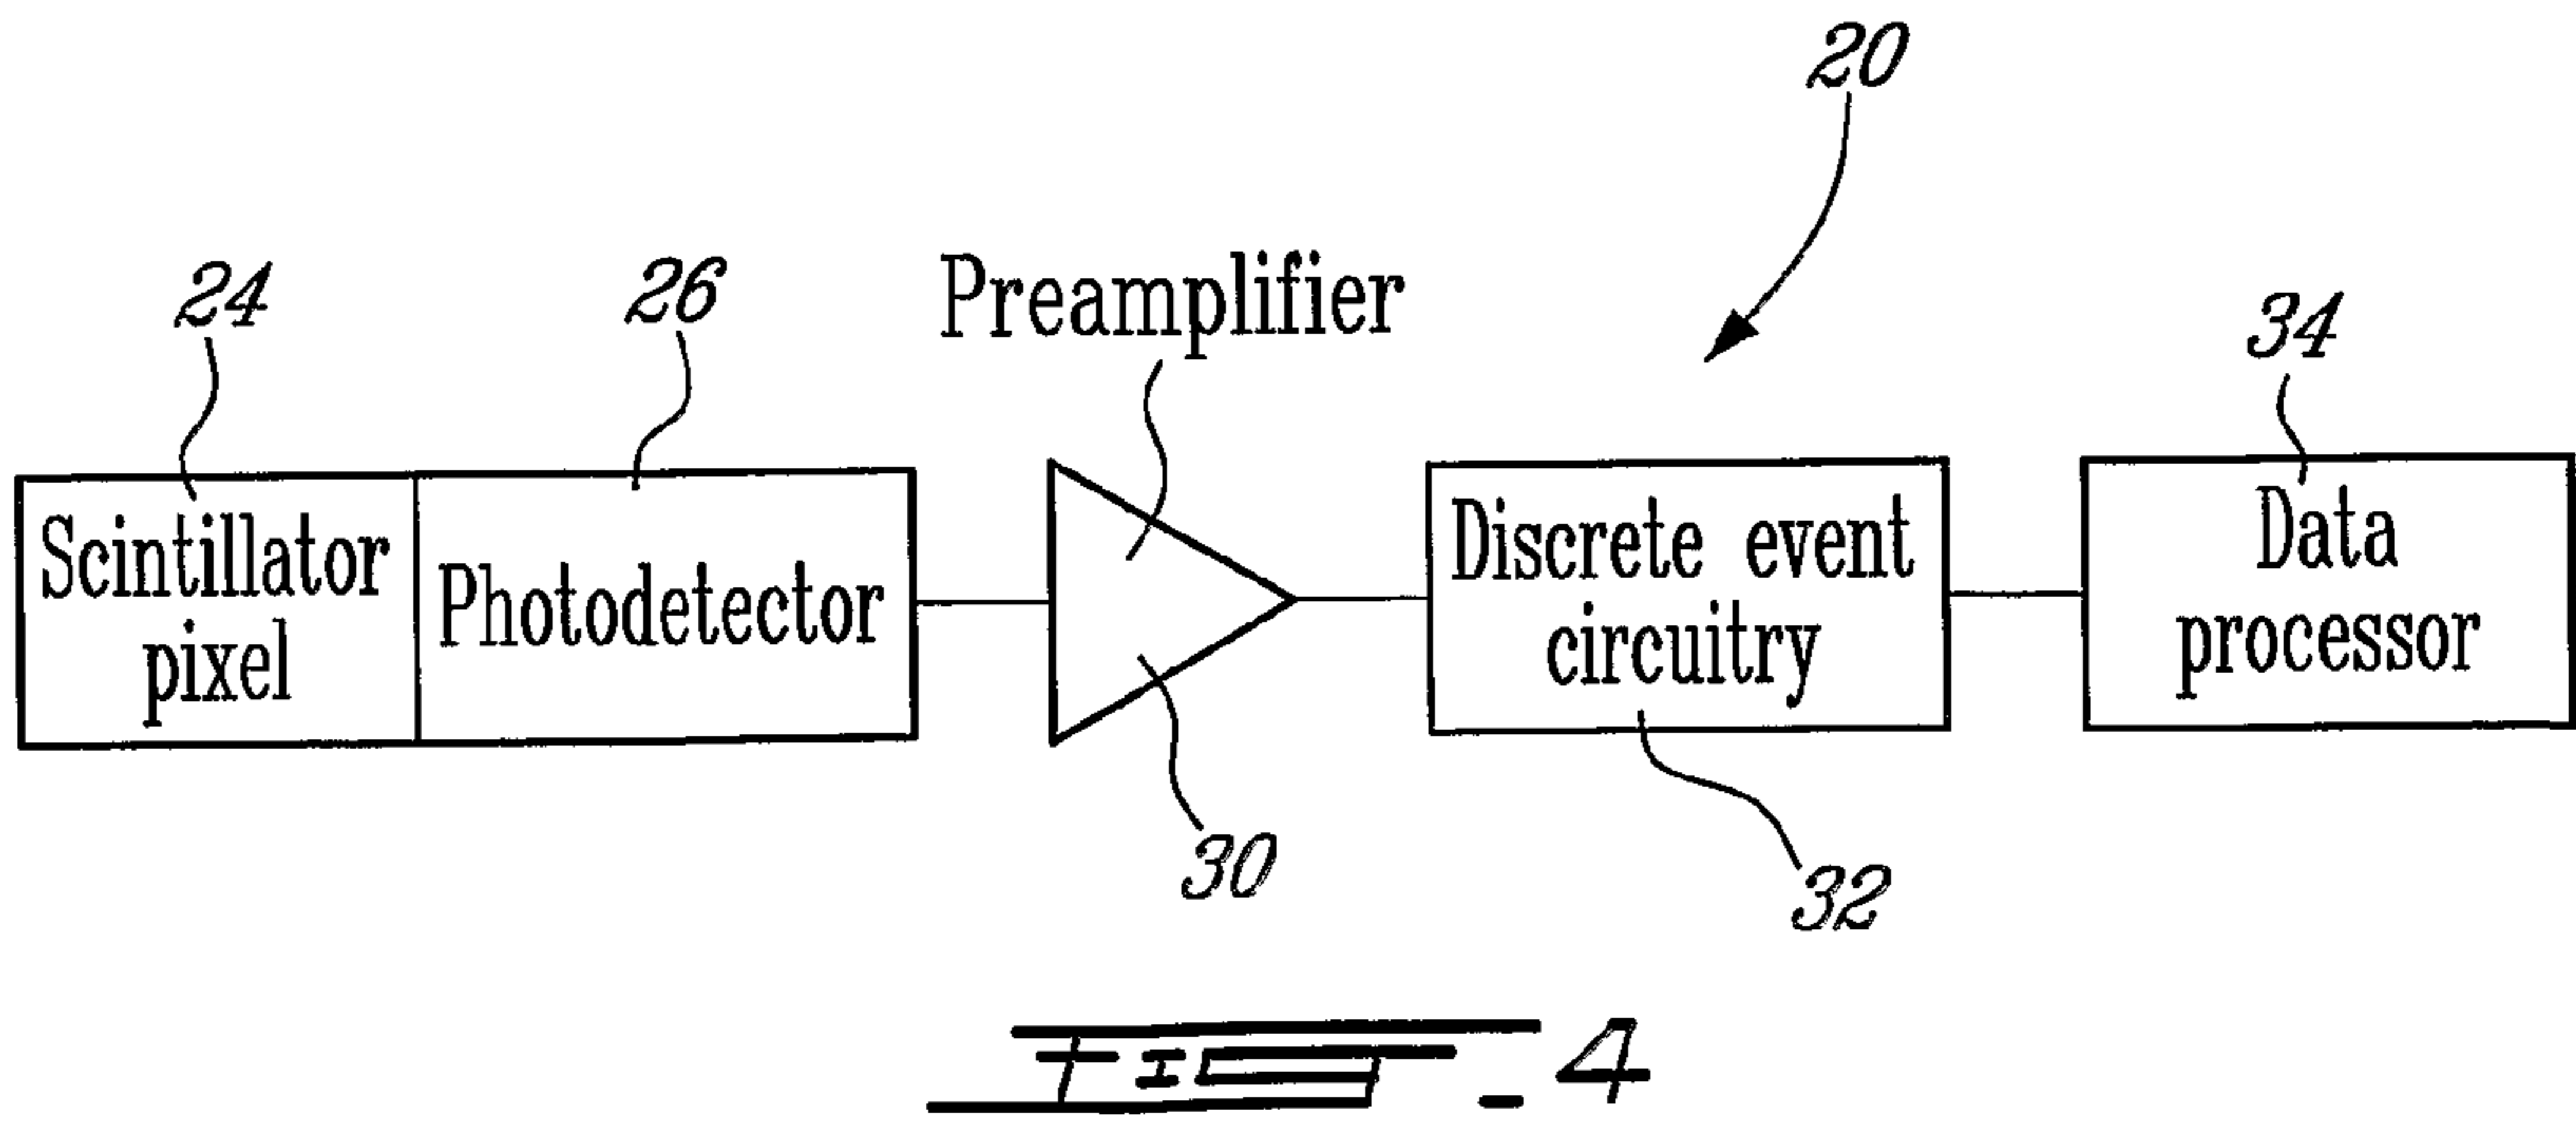 20
24
26
Preamplifier
34
Scintillator
pixel
Photodetector
Discrete event
circuitry
Data
processor
30
32
FIG_4